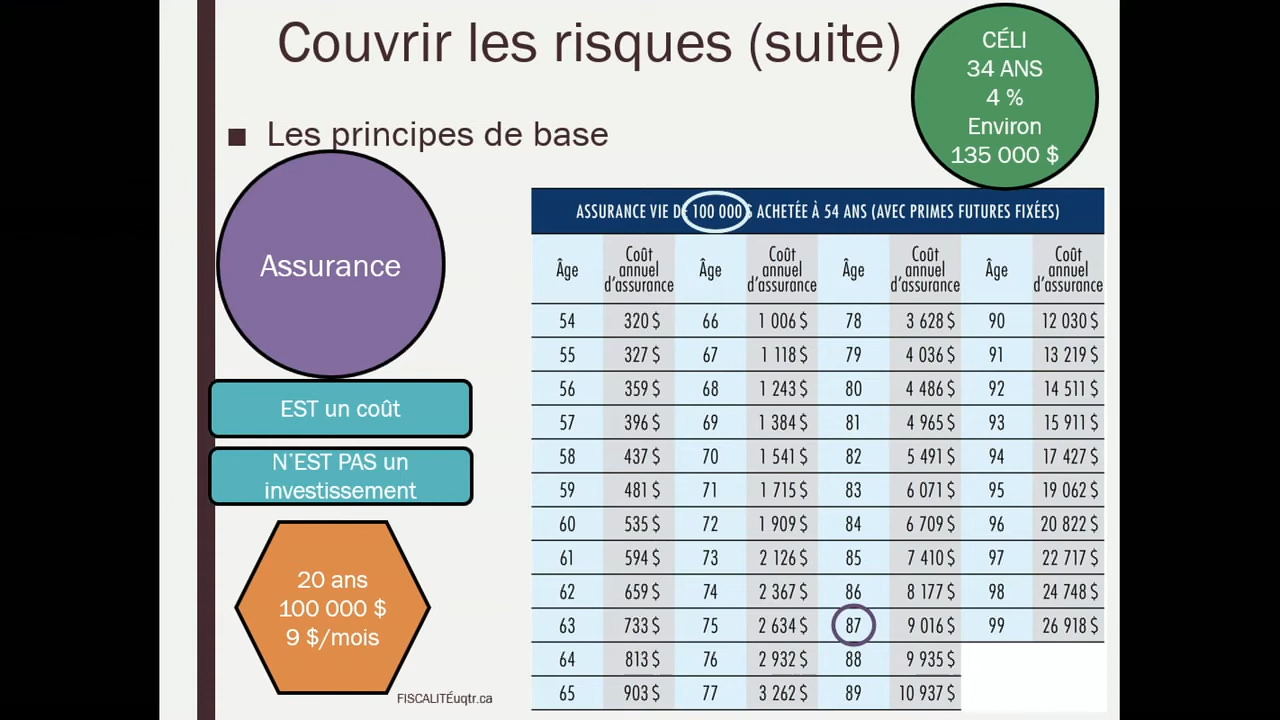 Couvrir les risques (suite)
CÉLI
34 ANS
4 %
Environ
135 000 $
■ Les principes de base
Assurance
EST un coût
N'EST PAS un
investissement
20 ans
100 000 $
9 $/mois
FISCALITÉuqtr.ca
ASSURANCE VIE DE 100 000 $ ACHETÉE À 54 ANS (AVEC PRIMES FUTURES FIXÉES)
Âge Coût annuel d'assurance Âge Coût annuel d'assurance Âge Coût annuel d'assurance Âge Coût annuel d'assurance
54 320 $ 66 1 006 $ 78 3 628 $ 90 12 030 $
55 327 $ 67 1 118 $ 79 4 036 $ 91 13 219 $
56 359 $ 68 1 243 $ 80 4 486 $ 92 14 511 $
57 396 $ 69 1 384 $ 81 4 965 $ 93 15 911 $
58 437 $ 70 1 541 $ 82 5 491 $ 94 17 427 $
59 481 $ 71 1 715 $ 83 6 071 $ 95 19 062 $
60 535 $ 72 1 909 $ 84 6 709 $ 96 20 822 $
61 594 $ 73 2 126 $ 85 7 410 $ 97 22 717 $
62 659 $ 74 2 367 $ 86 8 177 $ 98 24 748 $
63 733 $ 75 2 634 $ 87 9 016 $ 99 26 918 $
64 813 $ 76 2 932 $ 88 9 935 $
65 903 $ 77 3 262 $ 89 10 937 $